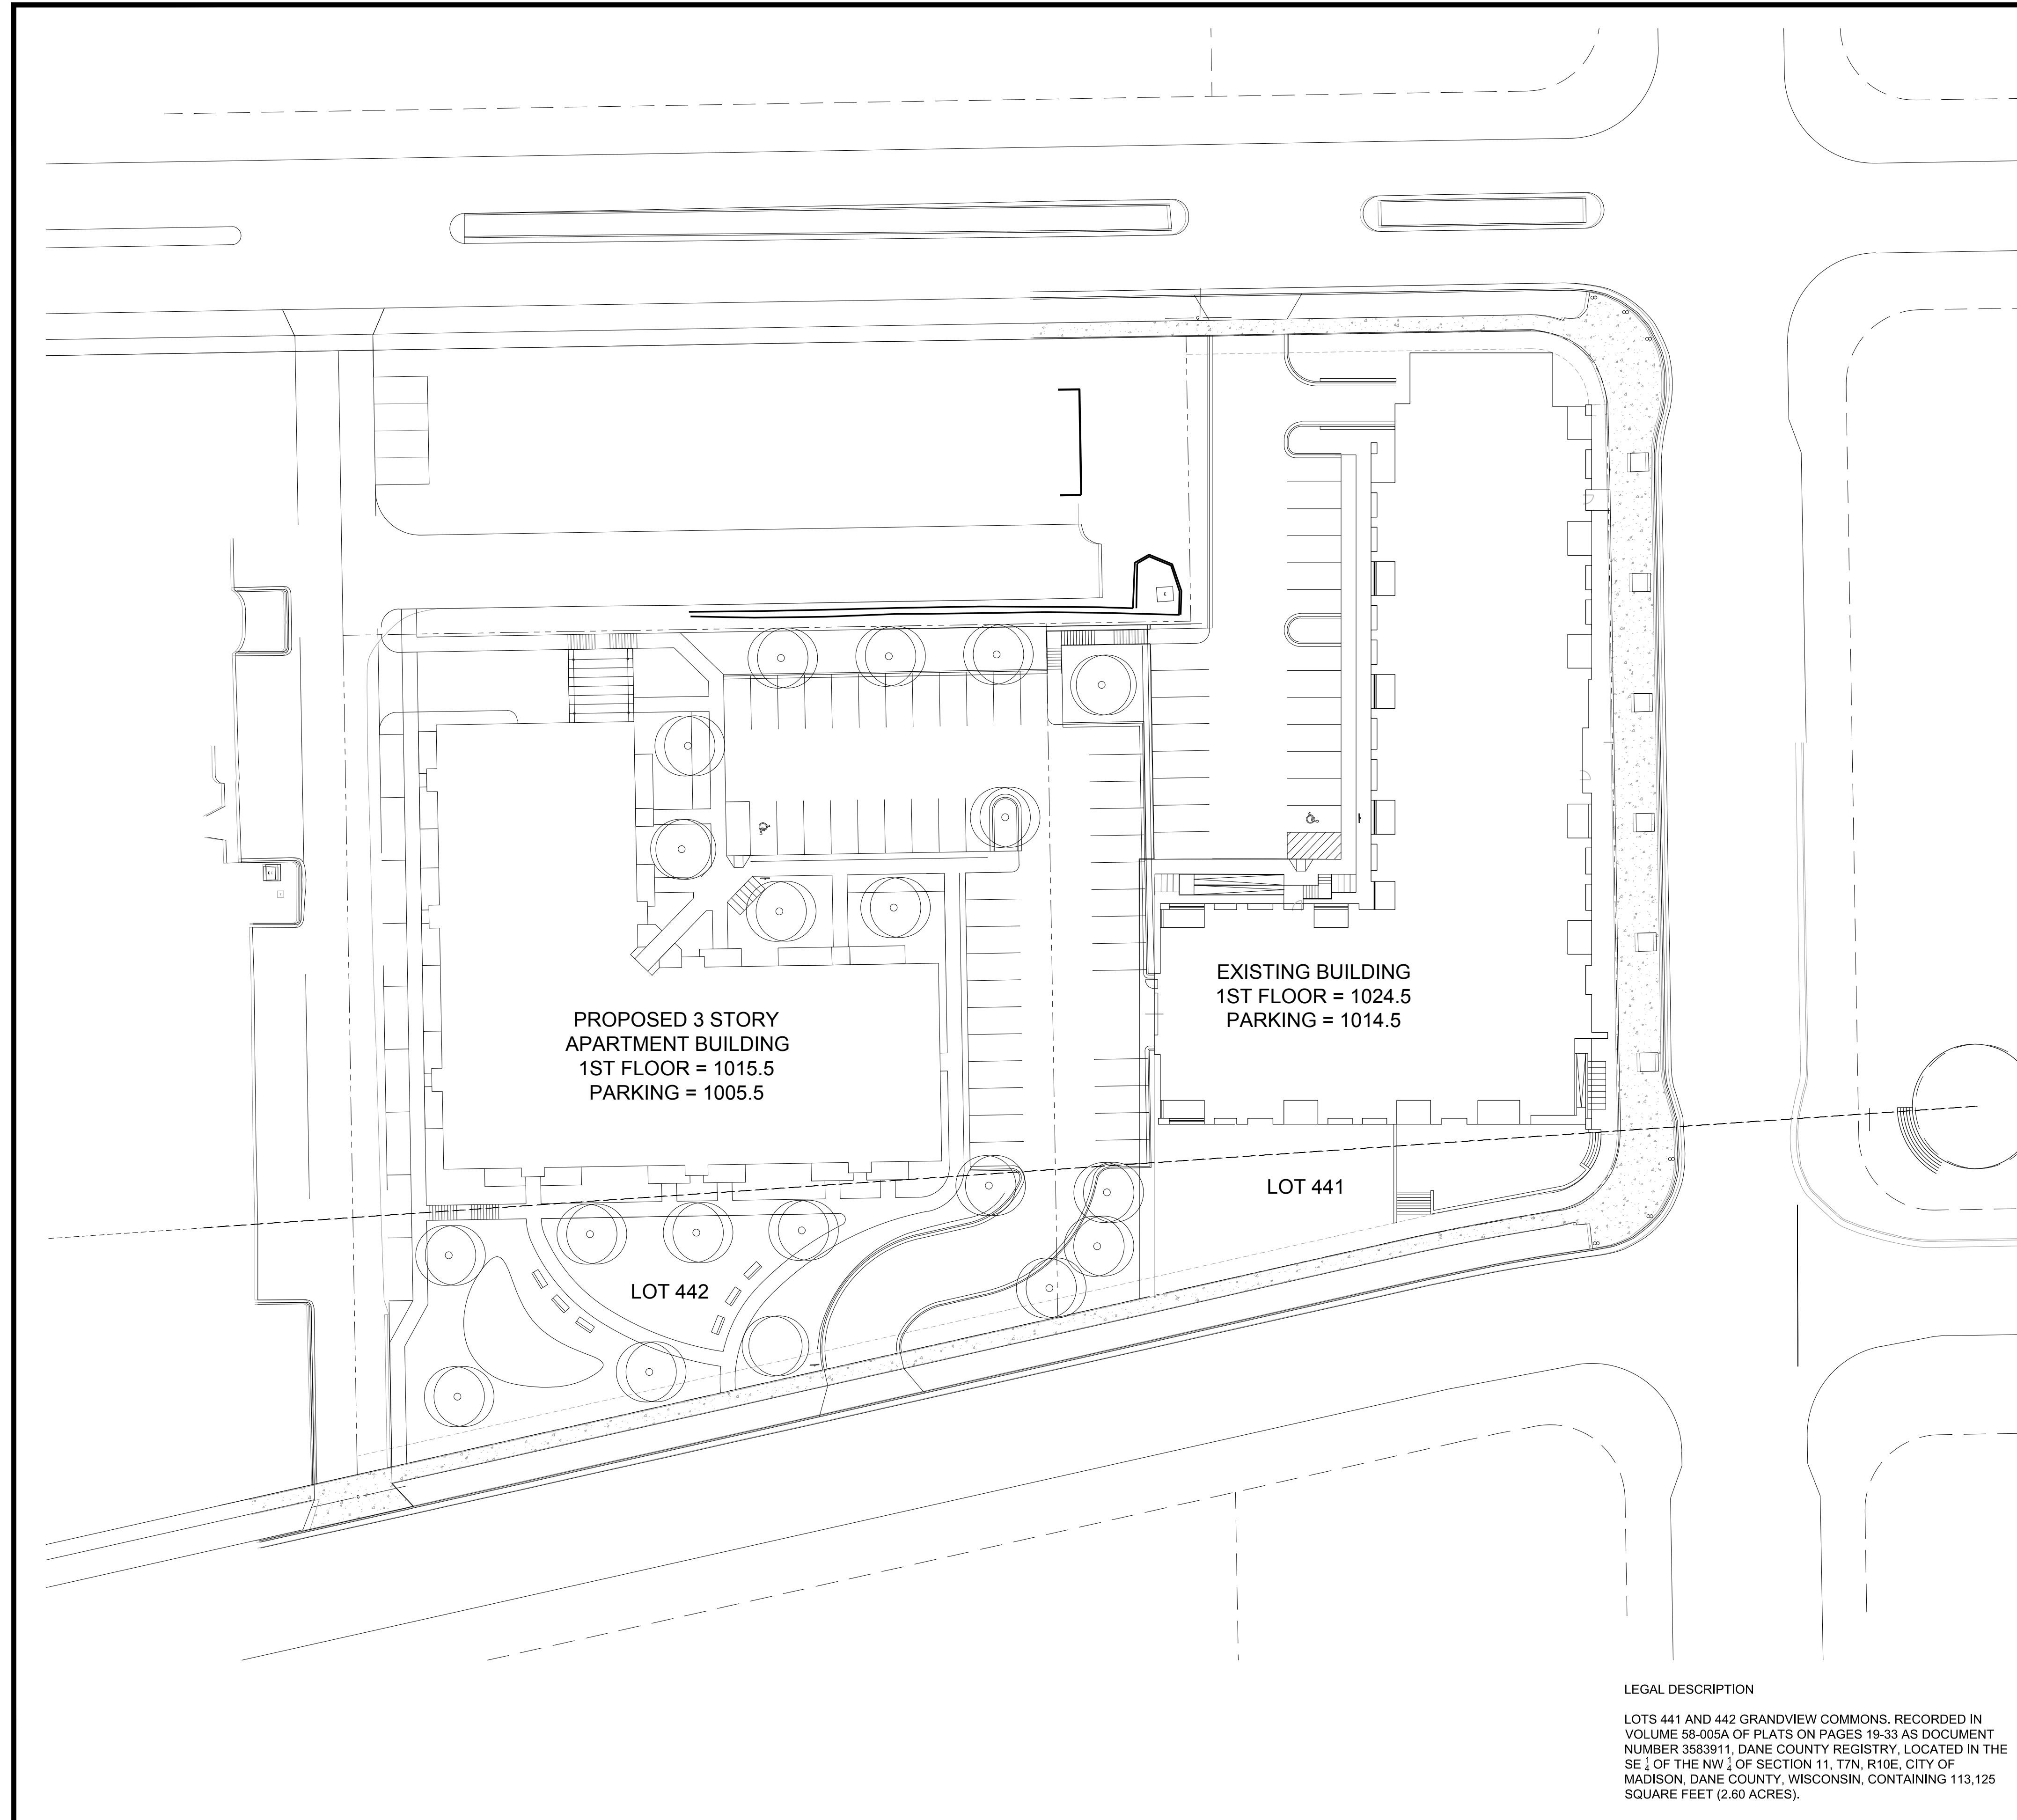 EXISTING BUILDING
1ST FLOOR = 1024.5
PARKING = 1014.5
PROPOSED 3 STORY
APARTMENT BUILDING
1ST FLOOR = 1015.5
PARKING = 1005.5
LOT 441
LOT 442
LEGAL DESCRIPTION
LOTS 441 AND 442 GRANDVIEW COMMONS. RECORDED IN
VOLUME 58-005A OF PLATS ON PAGES 19-33 AS DOCUMENT
NUMBER 3583911, DANE COUNTY REGISTRY, LOCATED IN THE
SE 1/4 OF THE NW 1/4 OF SECTION 11, T7N, R10E, CITY OF
MADISON, DANE COUNTY, WISCONSIN, CONTAINING 113,125
SQUARE FEET (2.60 ACRES).